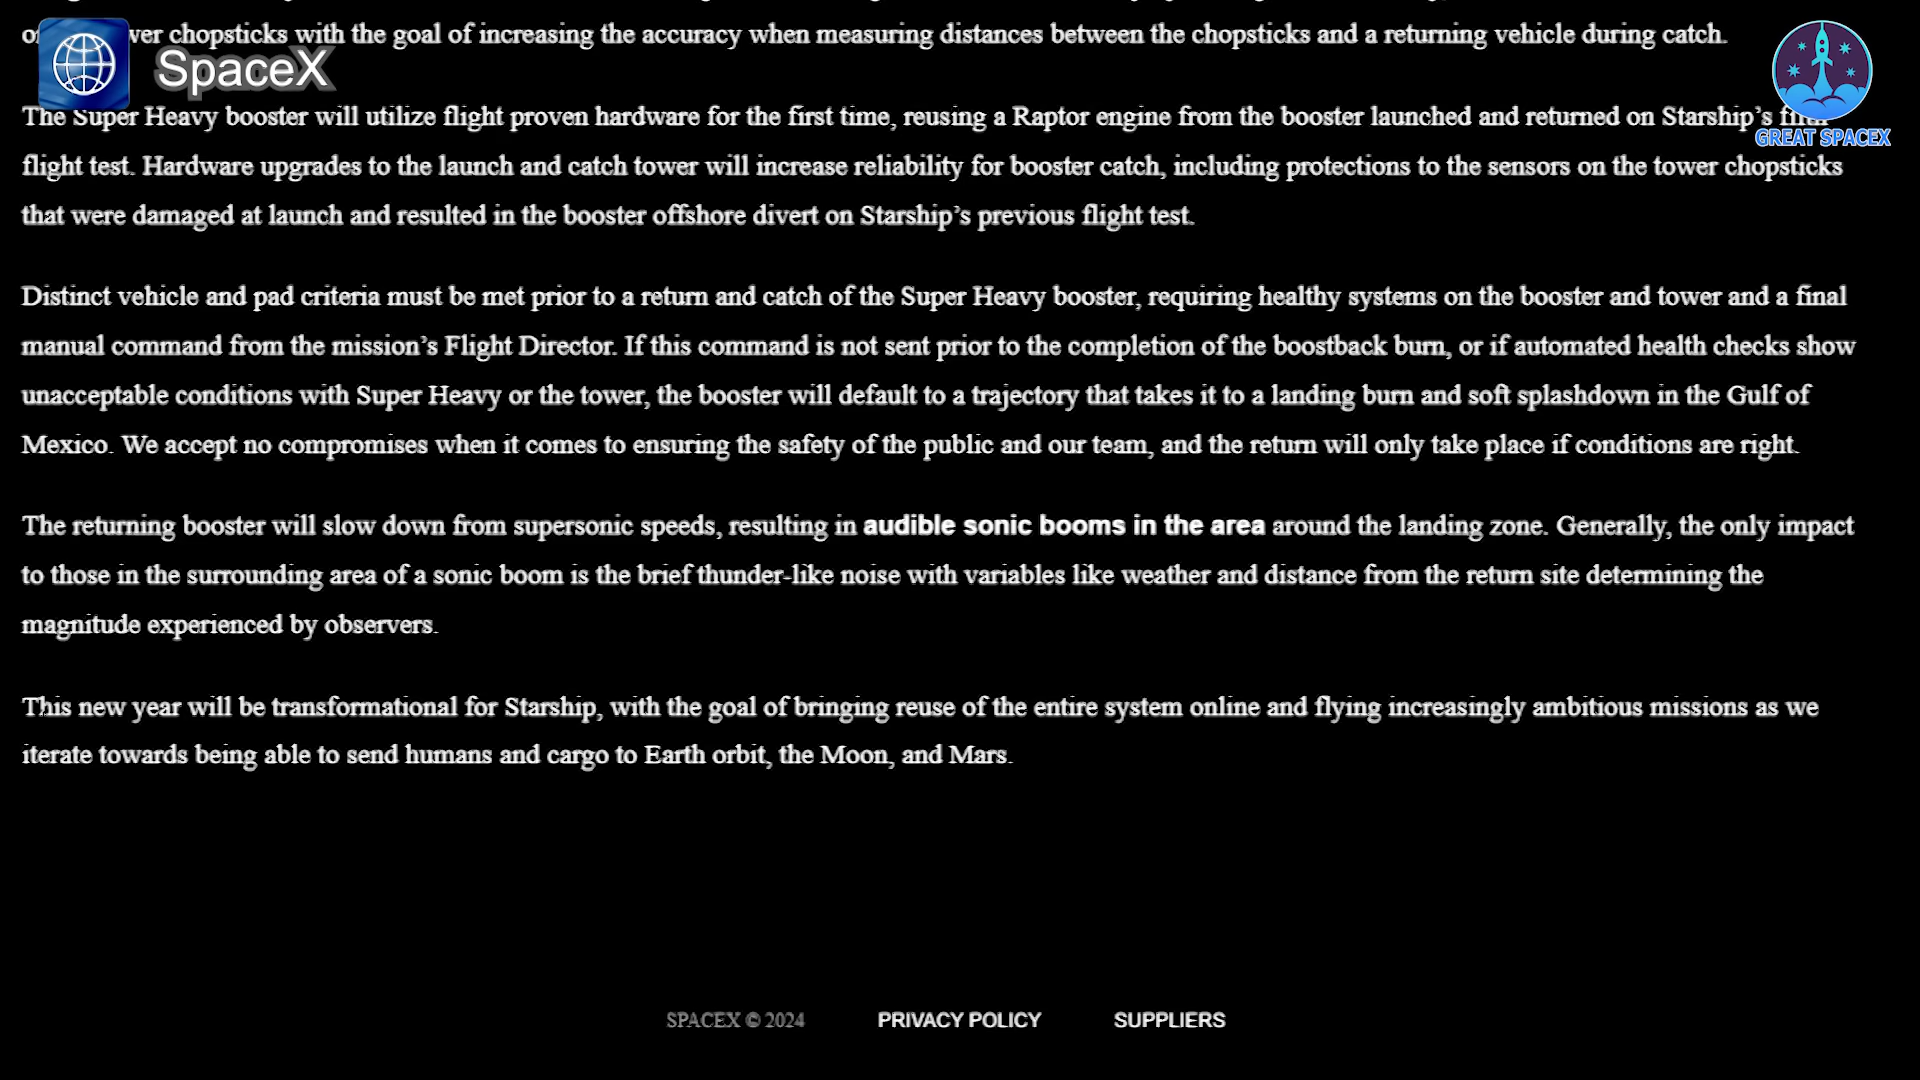 chopsticks with the goal of increasing the accuracy when measuring distances between the chopsticks and a returning vehicle during catch.
SpaceX
The Super Heavy booster will utilize flight proven hardware for the first time, reusing a Raptor engine from the booster launched and returned on Starship’s fifth
GREAT SPACEX
flight test. Hardware upgrades to the launch and catch tower will increase reliability for booster catch, including protections to the sensors on the tower chopsticks
that were damaged at launch and resulted in the booster offshore divert on Starship’s previous flight test.
Distinct vehicle and pad criteria must be met prior to a return and catch of the Super Heavy booster, requiring healthy systems on the booster and tower and a final
manual command from the mission’s Flight Director. If this command is not sent prior to the completion of the boostback burn, or if automated health checks show
unacceptable conditions with Super Heavy or the tower, the booster will default to a trajectory that takes it to a landing burn and soft splashdown in the Gulf of
Mexico. We accept no compromises when it comes to ensuring the safety of the public and our team, and the return will only take place if conditions are right.
The returning booster will slow down from supersonic speeds, resulting in audible sonic booms in the area around the landing zone. Generally, the only impact
to those in the surrounding area of a sonic boom is the brief thunder-like noise with variables like weather and distance from the return site determining the
magnitude experienced by observers.
This new year will be transformational for Starship, with the goal of bringing reuse of the entire system online and flying increasingly ambitious missions as we
iterate towards being able to send humans and cargo to Earth orbit, the Moon, and Mars.
SPACEX © 2024
PRIVACY POLICY
SUPPLIERS